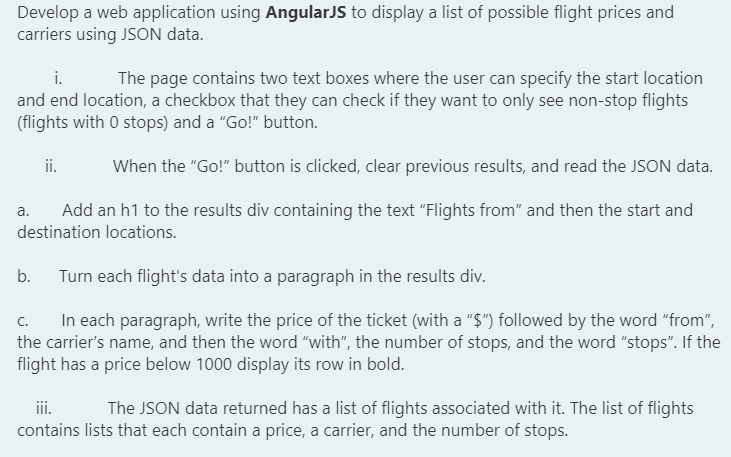 Develop a web application using AngularJS to display a list of possible flight prices and
carriers using JSON data.
i. The page contains two text boxes where the user can specify the start location
and end location, a checkbox that they can check if they want to only see non-stop flights
(flights with 0 stops) and a “Go!” button.
ii. When the “Go!” button is clicked, clear previous results, and read the JSON data.
a. Add an h1 to the results div containing the text “Flights from” and then the start and
destination locations.
b. Turn each flight's data into a paragraph in the results div.
c. In each paragraph, write the price of the ticket (with a “$”) followed by the word “from”,
the carrier’s name, and then the word “with”, the number of stops, and the word “stops”. If the
flight has a price below 1000 display its row in bold.
iii. The JSON data returned has a list of flights associated with it. The list of flights
contains lists that each contain a price, a carrier, and the number of stops.